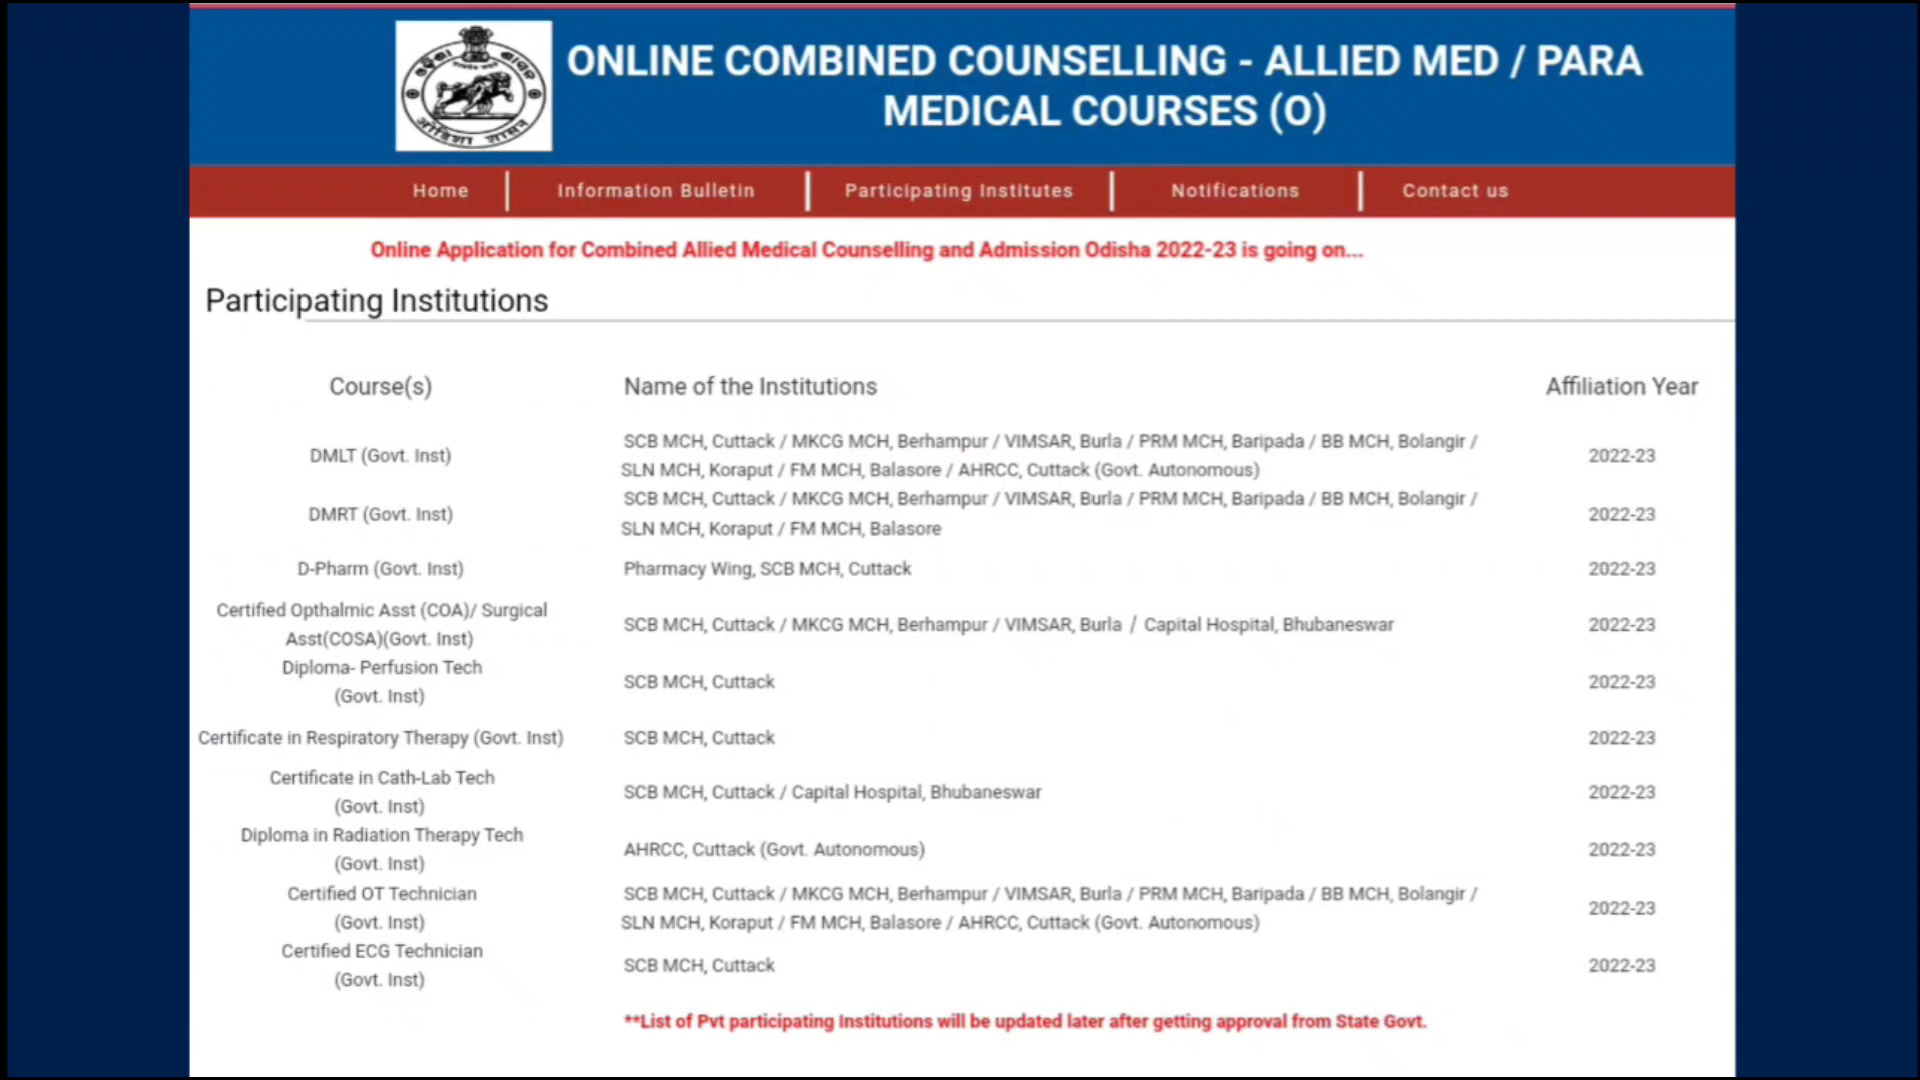 ONLINE COMBINED COUNSELLING - ALLIED MED / PARA
MEDICAL COURSES (O)
Home
Information Bulletin
Participating Institutes
Notifications
Contact us
Online Application for Combined Allied Medical Counselling and Admission Odisha 2022-23 is going on...
Participating Institutions
Course(s)
Name of the Institutions
Affiliation Year
DMLT (Govt. Inst)
SCB MCH, Cuttack / MKCG MCH, Berhampur / VIMSAR, Burla / PRM MCH, Baripada / BB MCH, Bolangir /
SLN MCH, Koraput / FM MCH, Balasore / AHRCC, Cuttack (Govt. Autonomous)
2022-23
DMRT (Govt. Inst)
SCB MCH, Cuttack / MKCG MCH, Berhampur / VIMSAR, Burla / PRM MCH, Baripada / BB MCH, Bolangir /
SLN MCH, Koraput / FM MCH, Balasore
2022-23
D-Pharm (Govt. Inst)
Pharmacy Wing, SCB MCH, Cuttack
2022-23
Certified Opthalmic Asst (COA)/ Surgical
Asst(COSA)(Govt. Inst)
SCB MCH, Cuttack / MKCG MCH, Berhampur / VIMSAR, Burla / Capital Hospital, Bhubaneswar
2022-23
Diploma- Perfusion Tech
(Govt. Inst)
SCB MCH, Cuttack
2022-23
Certificate in Respiratory Therapy (Govt. Inst)
SCB MCH, Cuttack
2022-23
Certificate in Cath-Lab Tech
(Govt. Inst)
SCB MCH, Cuttack / Capital Hospital, Bhubaneswar
2022-23
Diploma in Radiation Therapy Tech
(Govt. Inst)
AHRCC, Cuttack (Govt. Autonomous)
2022-23
Certified OT Technician
(Govt. Inst)
SCB MCH, Cuttack / MKCG MCH, Berhampur / VIMSAR, Burla / PRM MCH, Baripada / BB MCH, Bolangir /
SLN MCH, Koraput / FM MCH, Balasore / AHRCC, Cuttack (Govt. Autonomous)
2022-23
Certified ECG Technician
(Govt. Inst)
SCB MCH, Cuttack
2022-23
**List of Pvt participating Institutions will be updated later after getting approval from State Govt.